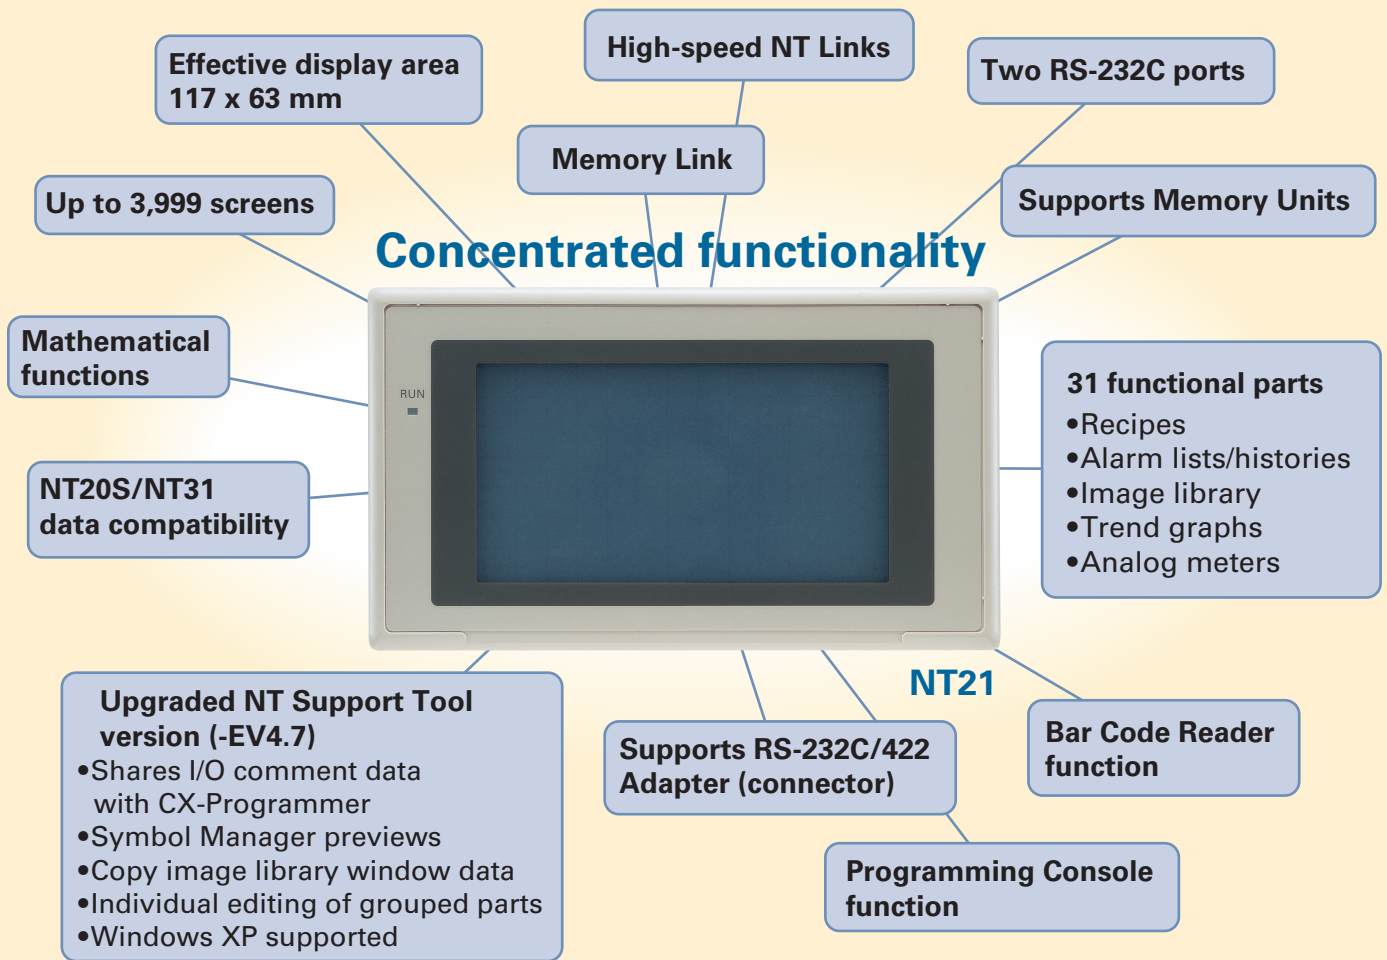 Effective display area
117 x 63 mm
High-speed NT Links
Two RS-232C ports
Memory Link
Up to 3,999 screens
Supports Memory Units
Concentrated functionality
Mathematical
functions
RUN
31 functional parts
•Recipes
•Alarm lists/histories
•Image library
•Trend graphs
•Analog meters
NT20S/NT31
data compatibility
NT21
Upgraded NT Support Tool
version (-EV4.7)
•Shares I/O comment data
with CX-Programmer
•Symbol Manager previews
•Copy image library window data
•Individual editing of grouped parts
•Windows XP supported
Supports RS-232C/422
Adapter (connector)
Bar Code Reader
function
Programming Console
function